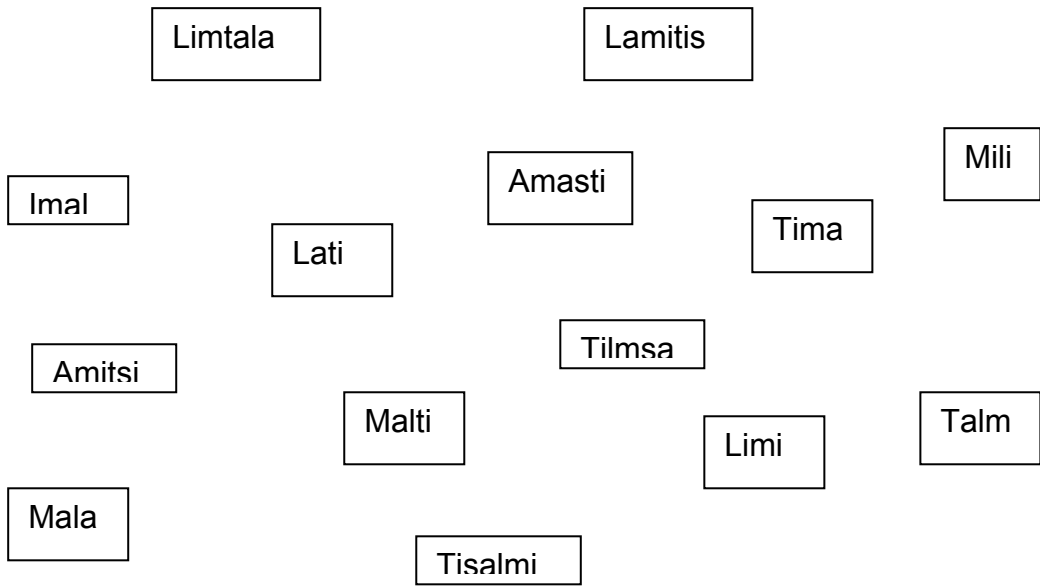 Limtala
Lamitis
Mili
Amasti
Imal
Tima
Lati
Tilmsa
Amitsi
Malti
Talm
Limi
Mala
Tisalmi